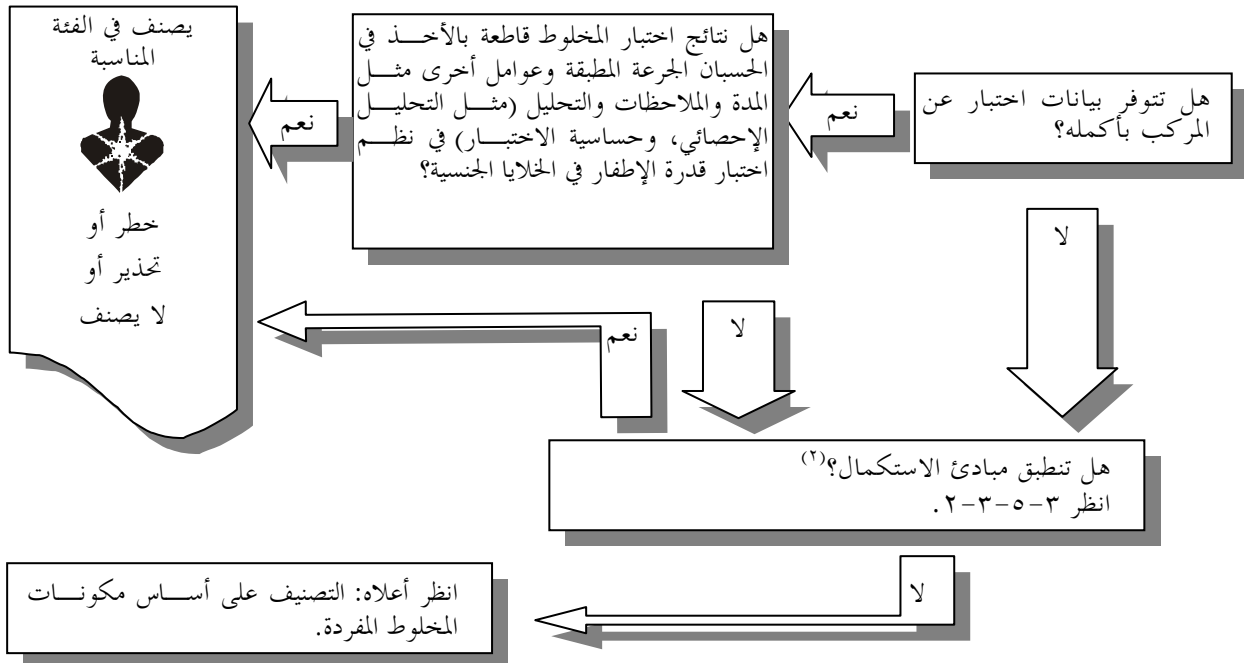 هل تتوفر بيانات اختبار عن
المركب بأكمله؟
نعم
هل نتائج اختبار المخلوط قاطعة بالأخذ في
الحسبان الجرعة المطبقة وعوامل أخرى مثل
المدة والملاحظات والتحليل (مثل التحليل
الإحصائي، وحساسية الاختبار) في نظم
اختبار قدرة الإطفار في الخلايا الجنسية؟
نعم
يصنف في الفئة
المناسبة
خطر أو
تحذير أو
لا يصنف
لا
لا
نعم
هل تنطبق مبادئ الاستكمال؟(٢)
انظر ٣-٥-٣-٢.
لا
انظر أعلاه: التصنيف على أساس مكونات
المخلوط المفردة.